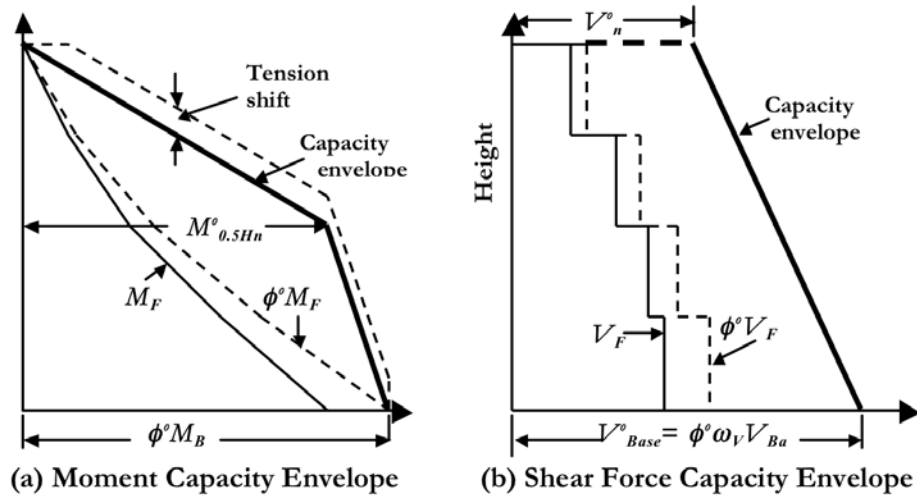 Tension
shift
Capacity
envelope
M°0.5Hn
MF
ϕ°MF
ϕ°MB
(a) Moment Capacity Envelope
V°n
Height
Capacity
envelope
VF
ϕ°VF
V°Base= ϕ°ωVVBa
(b) Shear Force Capacity Envelope